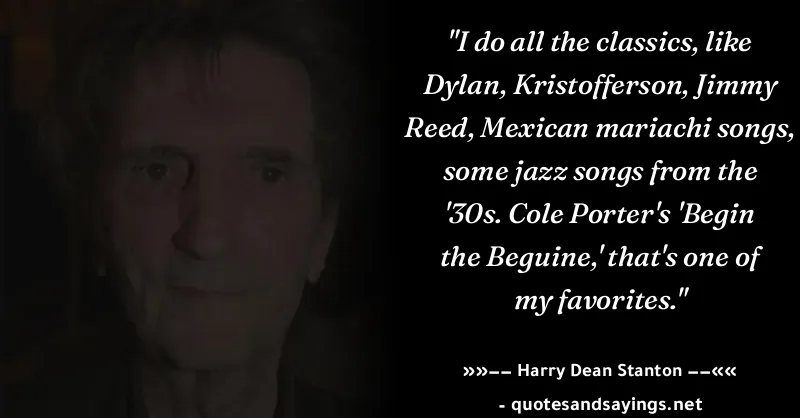 "I do all the classics, like
Dylan, Kristofferson, Jimmy
Reed, Mexican mariachi songs,
some jazz songs from the
'30s. Cole Porter's 'Begin
the Beguine,' that's one of
my favorites."
»»−− Harry Dean Stanton −−««
- quotesandsayings.net